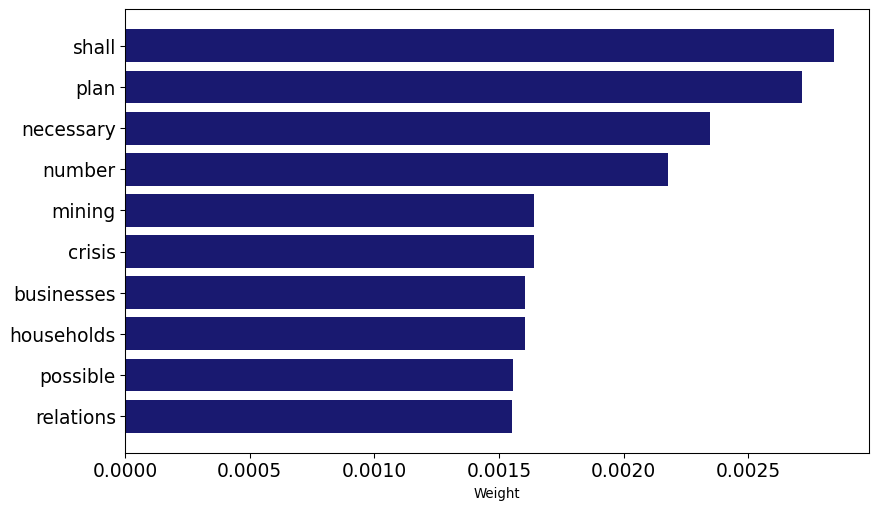 shall
plan
necessary
number
mining
crisis
businesses
households
possible
relations
0.0000 0.0005 0.0010 0.0015 0.0020 0.0025
Weight